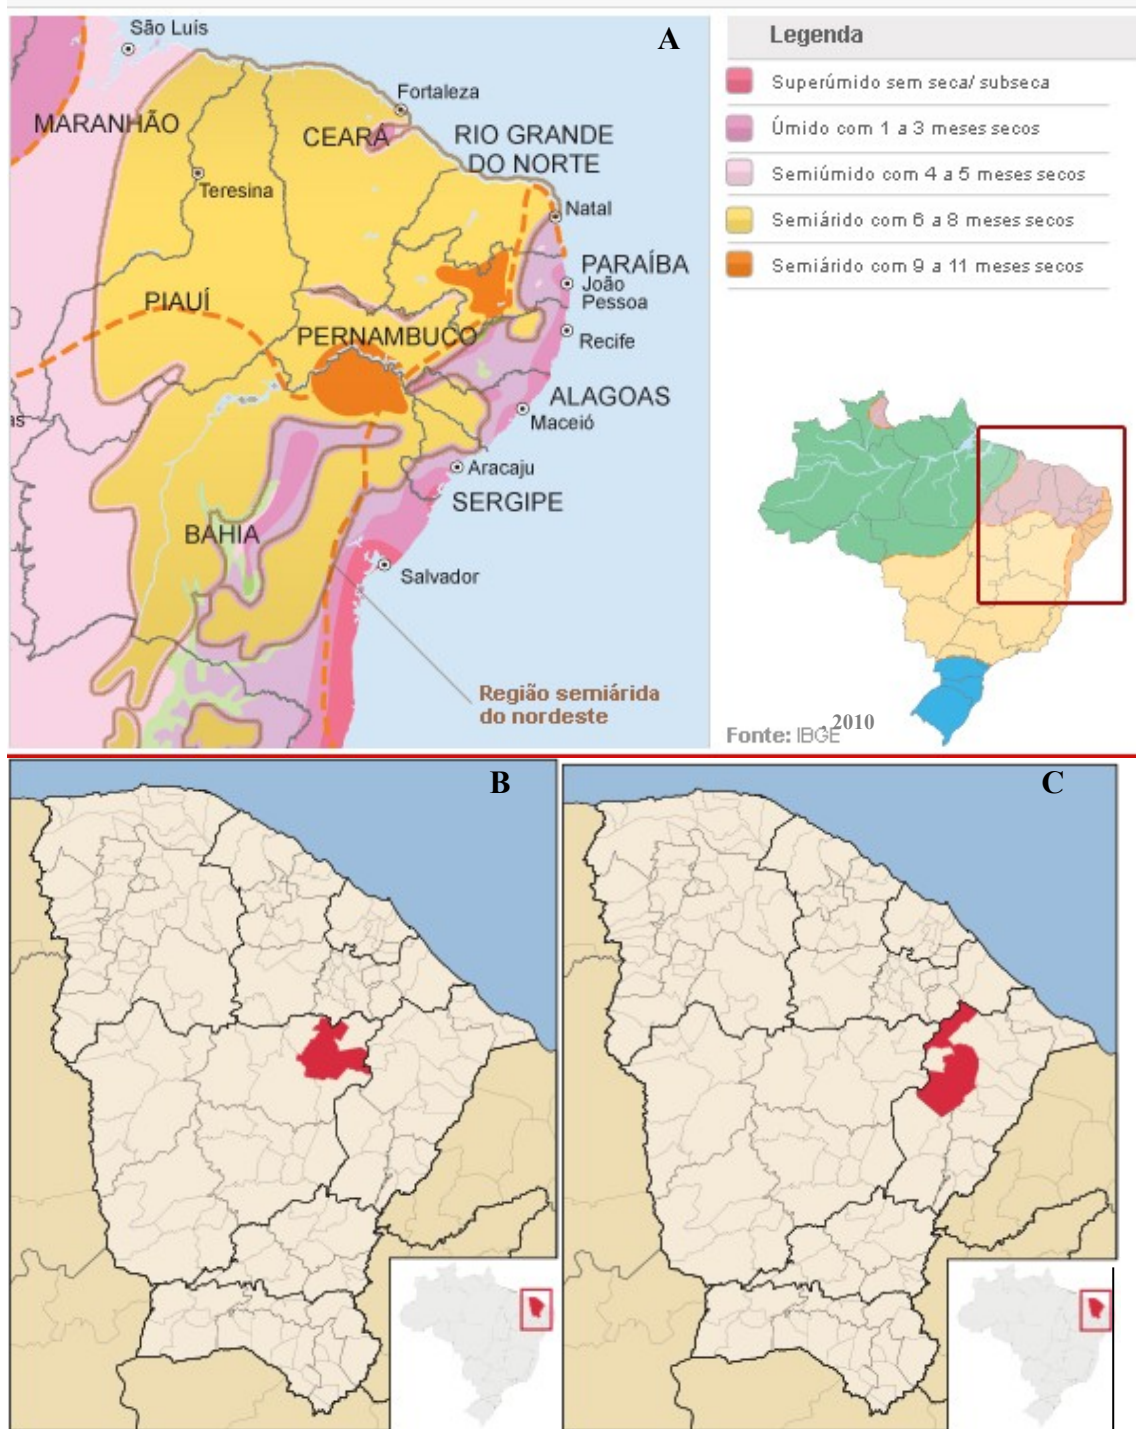 São Luís
A
MARANHÃO
Fortaleza
CEARÁ
RIO GRANDE
DO NORTE
Teresina
Natal
PARAÍBA
João
Pessoa
PIAUÍ
PERNAMBUCO
Recife
ALAGOAS
Maceió
as
Aracaju
SERGIPE
BAHIA
Salvador
Região semiárida
do nordeste
Legenda
Superúmido sem seca/ subseca
Úmido com 1 a 3 meses secos
Semiúmido com 4 a 5 meses secos
Semiárido com 6 a 8 meses secos
Semiárido com 9 a 11 meses secos
Fonte: IBGE, 2010
B
C